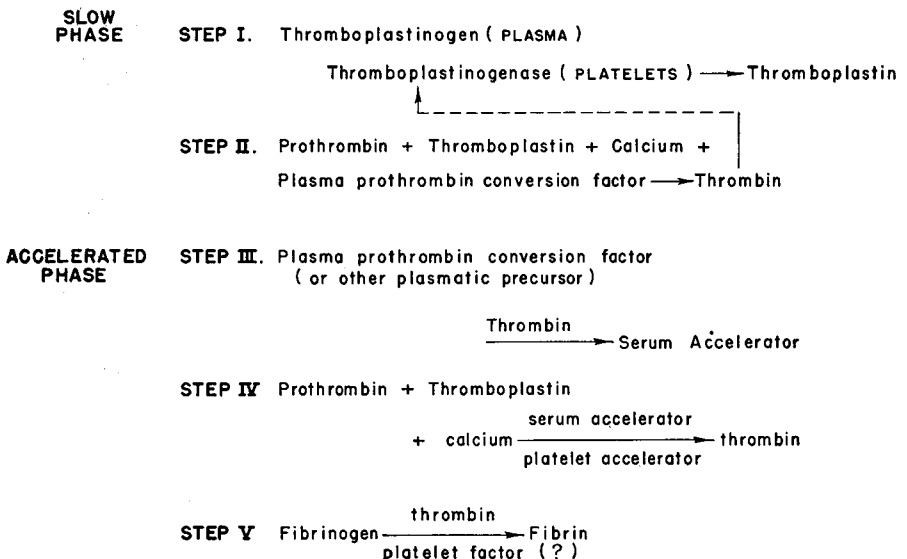 SLOW PHASE STEP I. Thromboplastinogen ( PLASMA )
Thromboplastinogenase ( PLATELETS ) → Thromboplastin
STEP II. Prothrombin + Thromboplastin + Calcium +
Plasma prothrombin conversion factor → Thrombin
ACCELERATED PHASE STEP III. Plasma prothrombin conversion factor
( or other plasmatic precursor )
Thrombin
→ Serum Accelerator
STEP IV Prothrombin + Thromboplastin
serum accelerator
+ calcium → thrombin
platelet accelerator
thrombin
STEP V Fibrinogen → Fibrin
platelet factor ( ? )